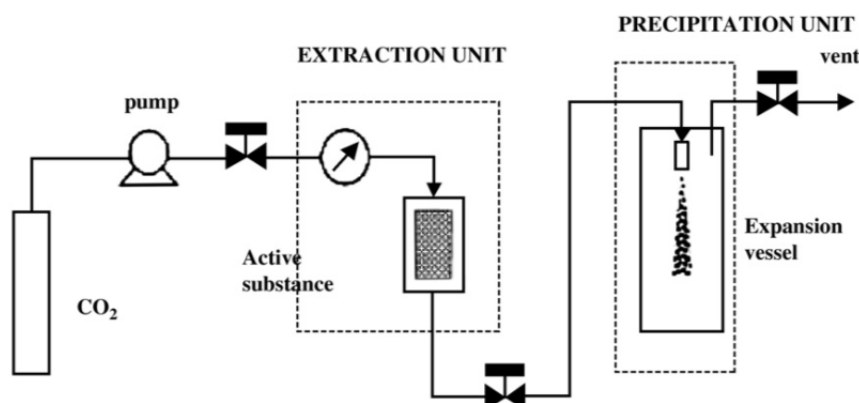 PRECIPITATION UNIT
vent
EXTRACTION UNIT
pump
Active
substance
Expansion
vessel
CO₂